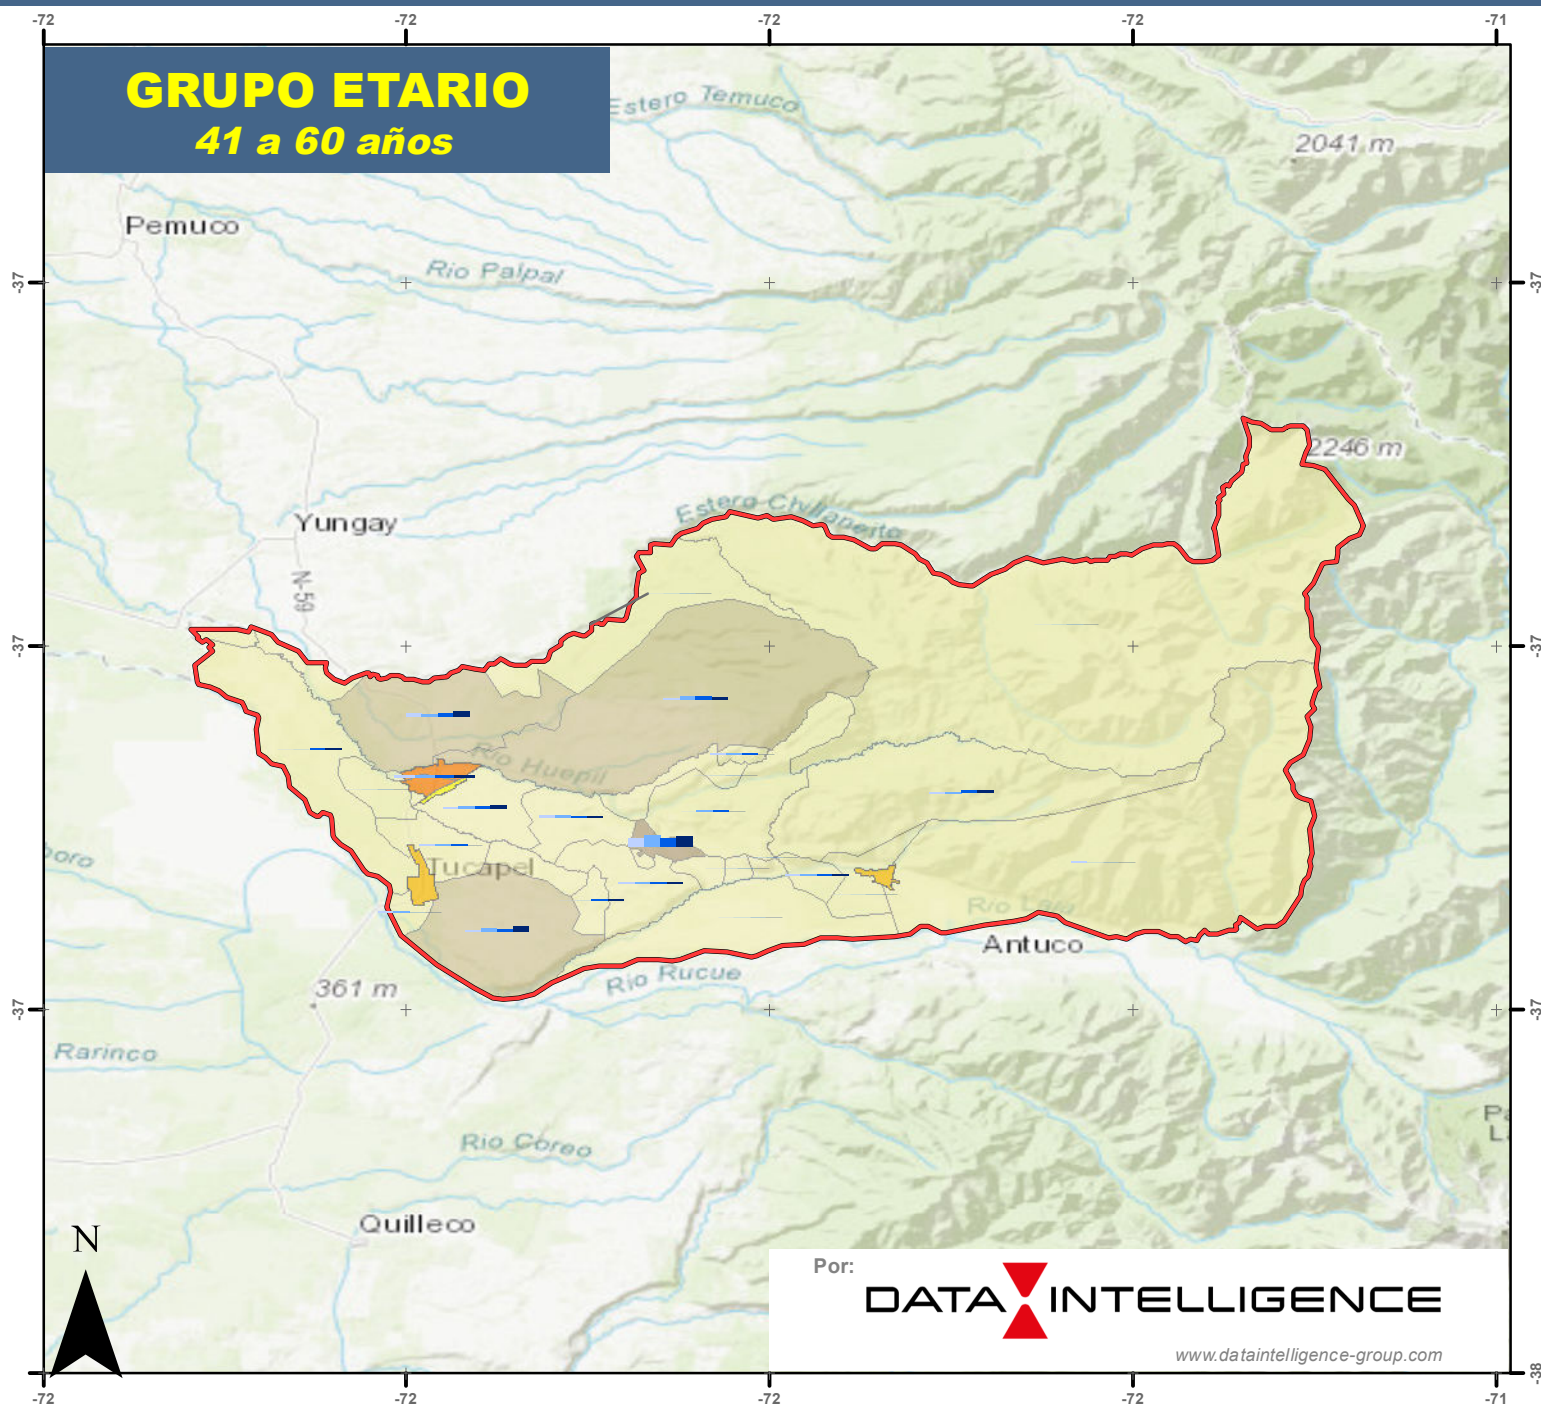 -72
-72
-72
-72
-71
GRUPO ETARIO
41 a 60 años
Estero Temuco
2041 m
Pemuco
Rio Palpal
-37
-37
2246 m
Estero Chillancito
Yungay
N-59
-37
-37
Rio Huepil
Tucapel
Rio Laja
Antuco
Rio Rucue
361 m
-37
-37
Rarinco
Rio Coreo
Quilleco
N
Por:
DATA INTELLIGENCE
www.dataintelligence-group.com
-38
-72
-72
-72
-72
-71